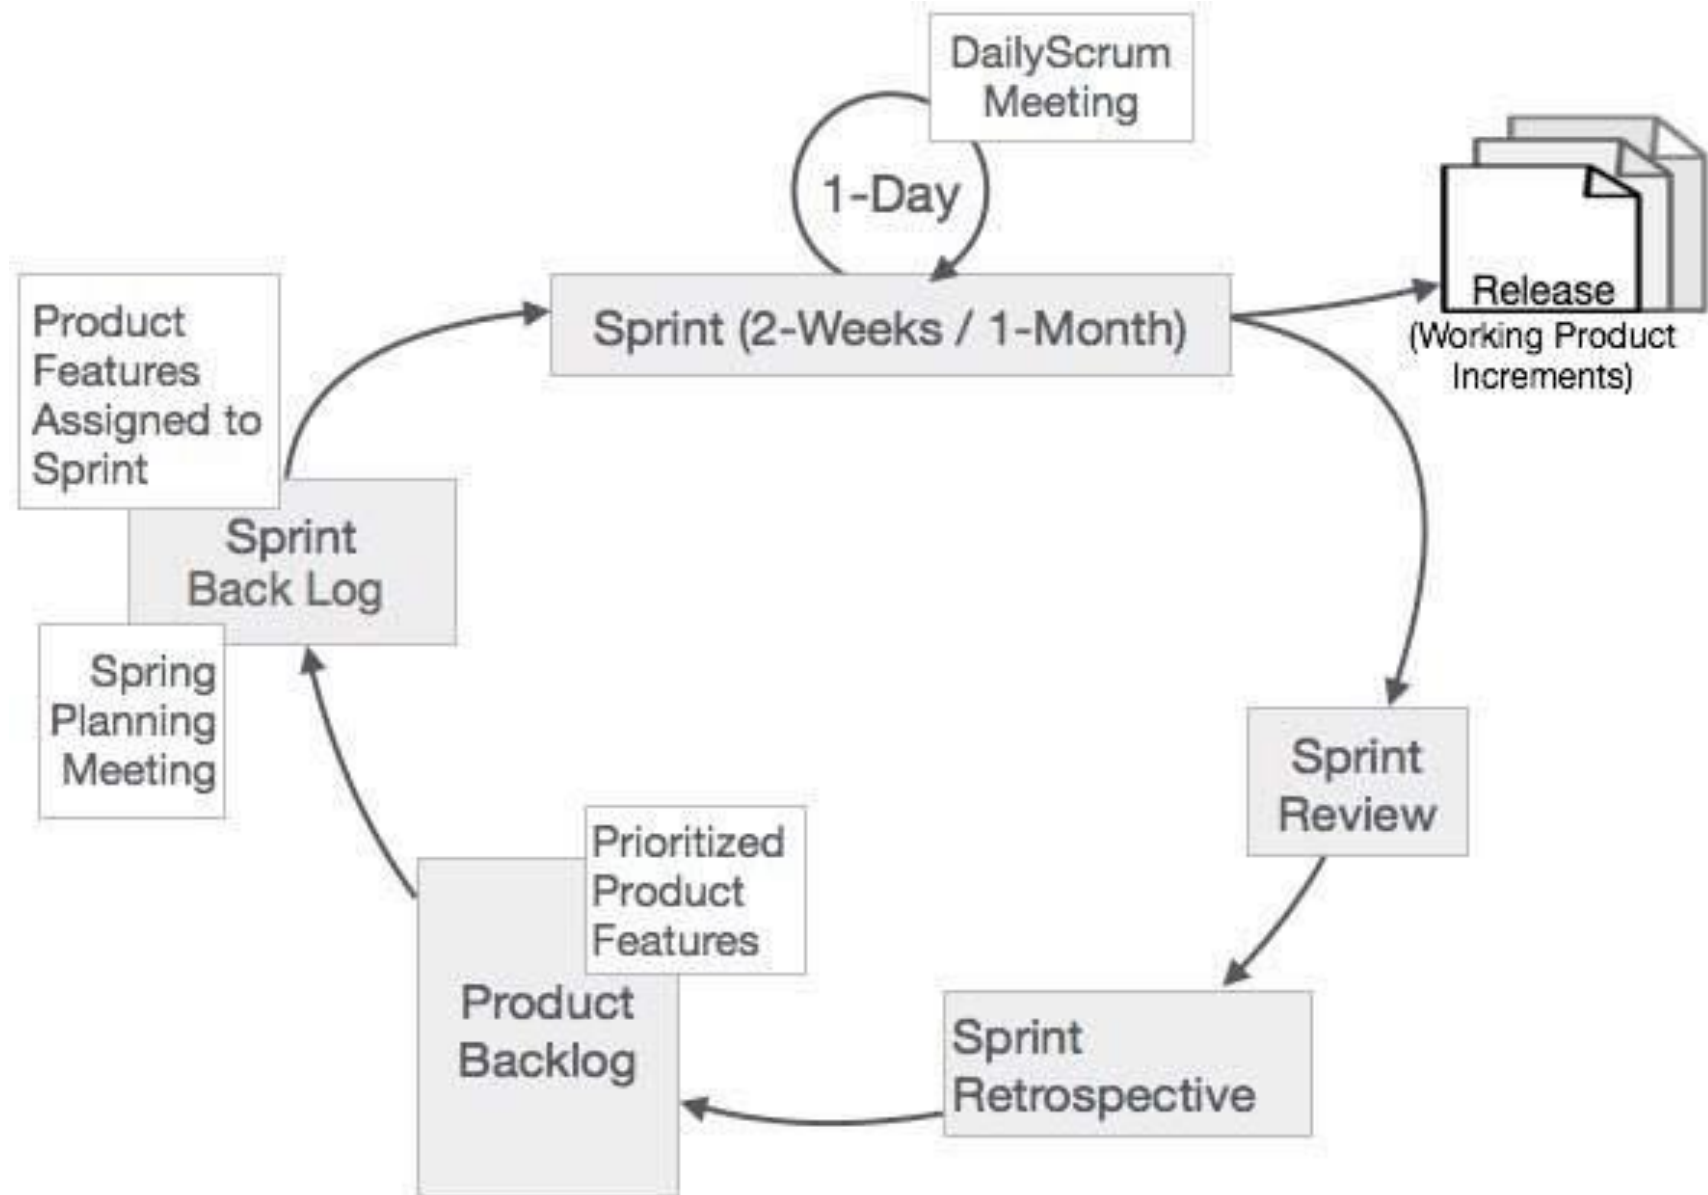 DailyScrum
Meeting
1-Day
Release
(Working Product
Increments)
Sprint (2-Weeks / 1-Month)
Product
Features
Assigned to
Sprint
Sprint
Back Log
Spring
Planning
Meeting
Prioritized
Product
Features
Product
Backlog
Sprint
Retrospective
Sprint
Review